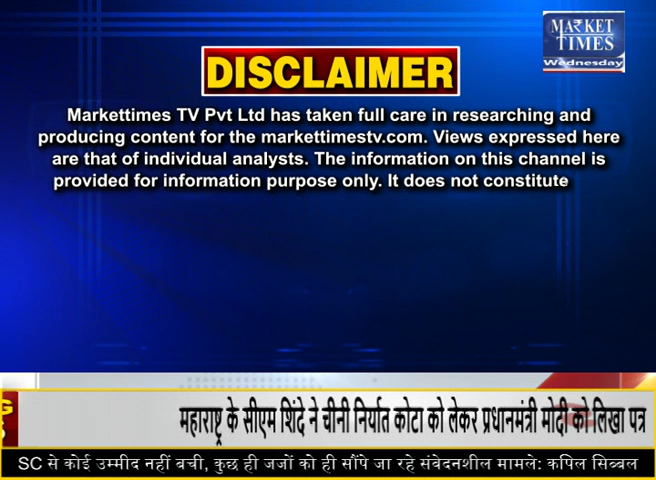 MARKET
TIMES
Wednesday
DISCLAIMER
Markettimes TV Pvt Ltd has taken full care in researching and
producing content for the markettimestv.com. Views expressed here
are that of individual analysts. The information on this channel is
provided for information purpose only. It does not constitute
महाराष्ट्र के सीएम शिंदे ने चीनी निर्यात कोटा को लेकर प्रधानमंत्री मोदी को लिखा पत्र
SC से कोई उम्मीद नहीं बची, कुछ ही जजों को ही सौंपे जा रहे संवेदनशील मामले: कपिल सिब्बल